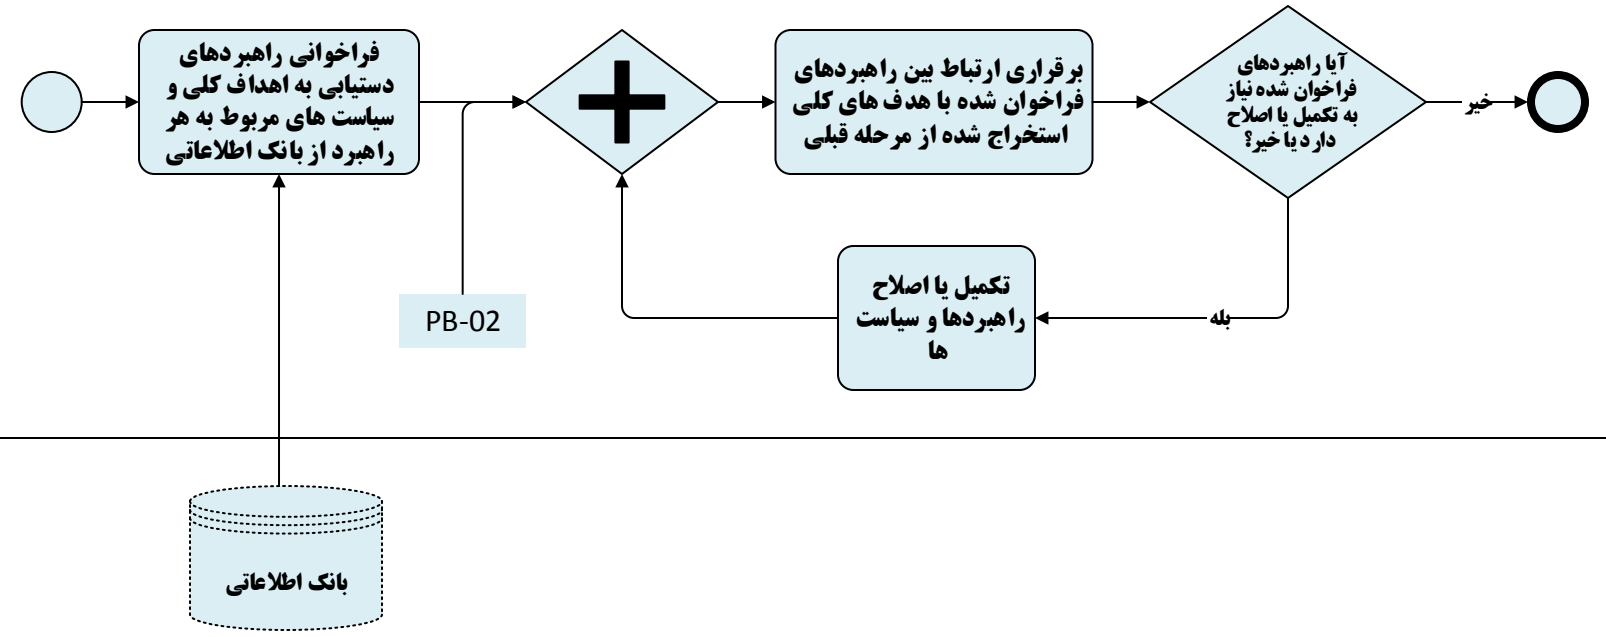 فراخوانی راهبردهای
دستیابی به اهداف کلی و
سیاست های مربوط به هر
راهبرد از بانک اطلاعاتی
برقراری ارتباط بین راهبردهای
فراخوان شده با هدف های کلی
استخراج شده از مرحله قبلی
آیا راهبردهای
فراخوان شده نیاز
به تکمیل یا اصلاح
دارد یا خیر؟
خیر
PB-02
تکمیل یا اصلاح
راهبردها و سیاست
ها
بله
بانک اطلاعاتی